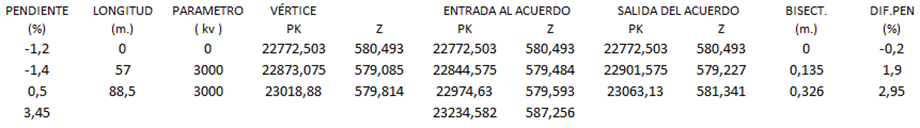 PENDIENTE LONGITUD PARAMETRO VÉRTICE ENTRADA AL ACUERDO SALIDA DEL ACUERDO BISECT. DIF.PEN
(%) (m.) ( kv ) PK Z PK Z PK Z (m.) (%)
-1,2 0 0 22772,503 580,493 22772,503 580,493 22772,503 580,493 0 -0,2
-1,4 57 3000 22873,075 579,085 22844,575 579,484 22901,575 579,227 0,135 1,9
0,5 88,5 3000 23018,88 579,814 22974,63 579,593 23063,13 581,341 0,326 2,95
3,45 23234,582 587,256